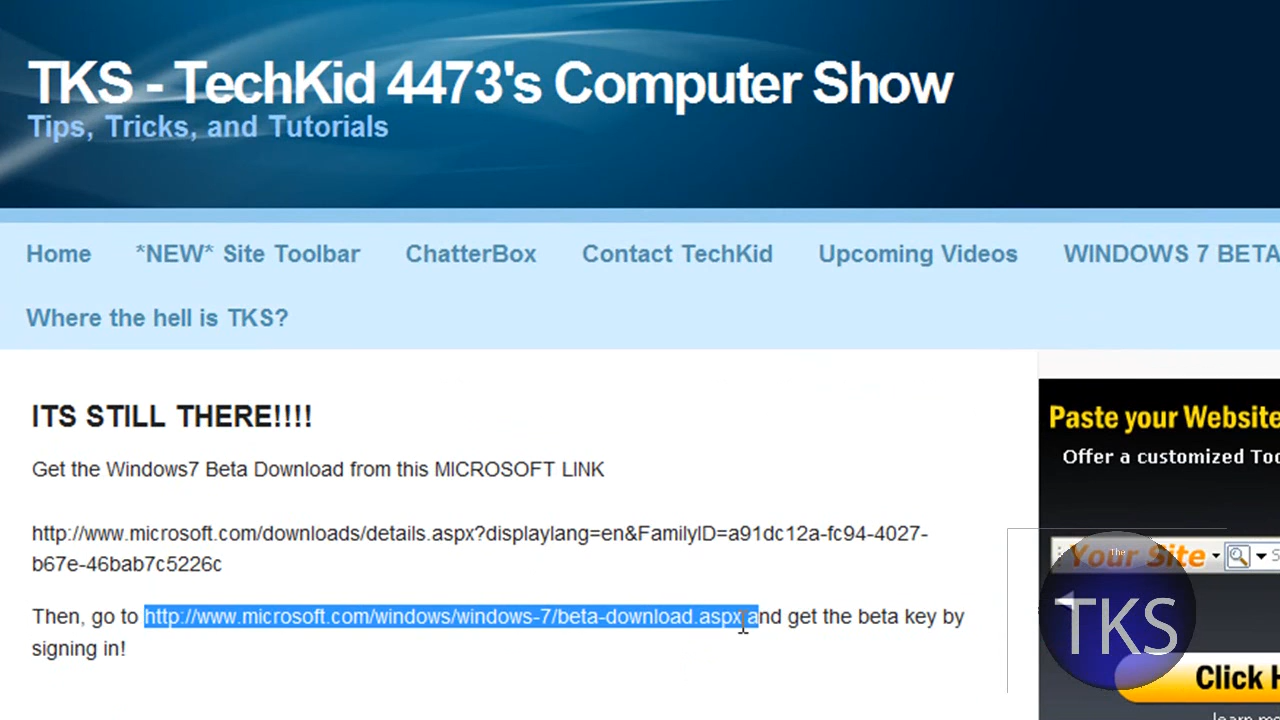 TKS - TechKid 4473's Computer Show
Tips, Tricks, and Tutorials
Home *NEW* Site Toolbar ChatterBox Contact TechKid Upcoming Videos WINDOWS 7 BETA
Where the hell is TKS?
ITS STILL THERE!!!!
Get the Windows7 Beta Download from this MICROSOFT LINK
http://www.microsoft.com/downloads/details.aspx?displaylang=en&FamilyID=a91dc12a-fc94-4027-
b67e-46bab7c5226c
Then, go to http://www.microsoft.com/windows/windows-7/beta-download.aspx and get the beta key by
signing in!
Paste your Website
Offer a customized Too
Your Site
The
TKS
Click H
learn mo